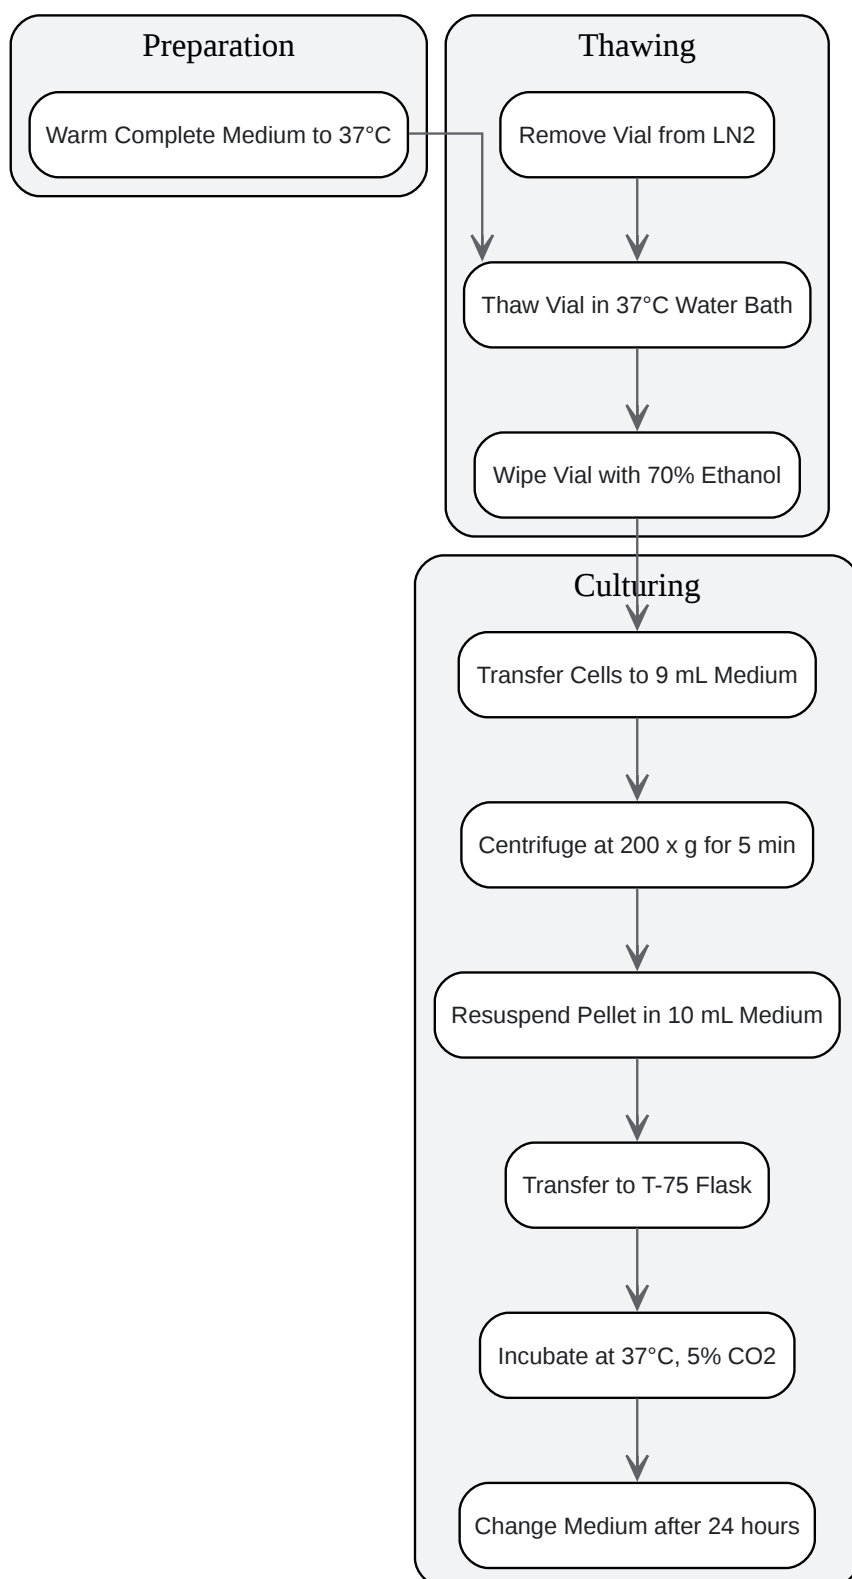 Preparation
Warm Complete Medium to 37°C
Thawing
Remove Vial from LN2
Thaw Vial in 37°C Water Bath
Wipe Vial with 70% Ethanol
Culturing
Transfer Cells to 9 mL Medium
Centrifuge at 200 x g for 5 min
Resuspend Pellet in 10 mL Medium
Transfer to T-75 Flask
Incubate at 37°C, 5% CO2
Change Medium after 24 hours